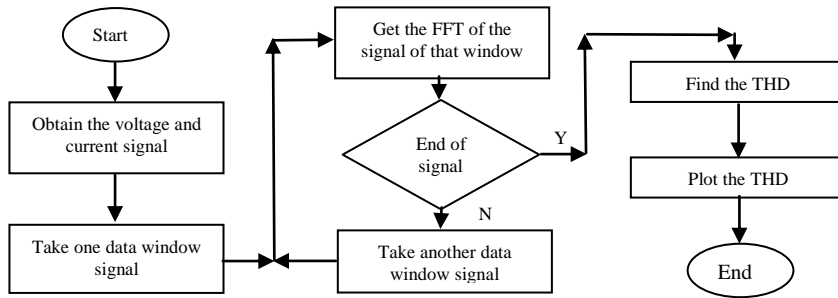 Start
Obtain the voltage and
current signal
Take one data window
signal
Get the FFT of the
signal of that window
End of
signal
Y
N
Take another data
window signal
Find the THD
Plot the THD
End